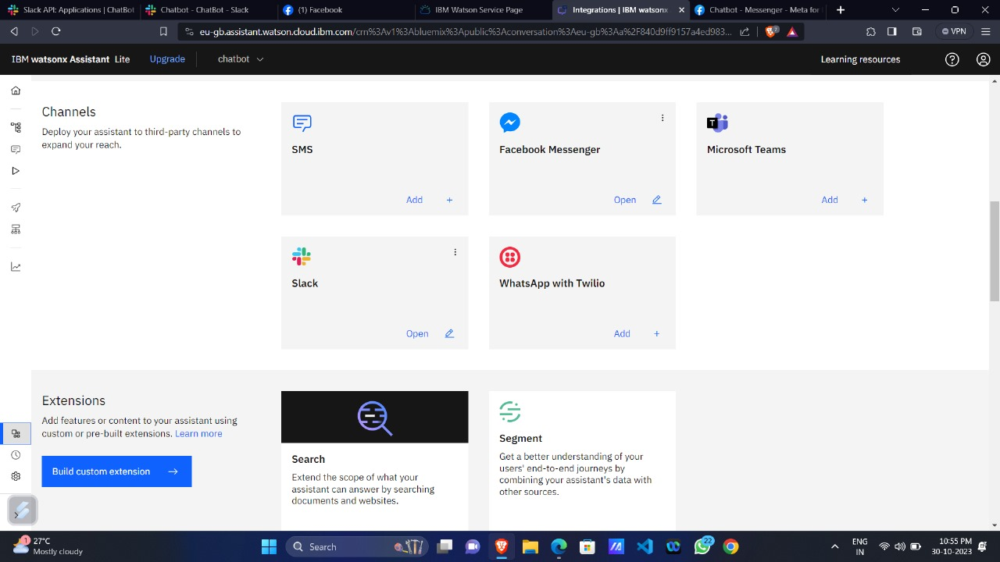 Slack API: Applications | ChatBot
Chatbot - ChatBot - Slack
(1) Facebook
IBM Watson Service Page
Integrations | IBM watsonx
Chatbot - Messenger - Meta for
eu-gb.assistant.watson.cloud.ibm.com/crn%3Av1%3Abluemix%3Apublic%3Aconversation%3Aeu-gb%3Aa%2F840d9ff9157a4ed983...
7
VPN
IBM watsonx Assistant Lite
Upgrade
chatbot
Learning resources
Channels
Deploy your assistant to third-party channels to
expand your reach.
SMS
Add +
Facebook Messenger
Open
T
Microsoft Teams
Add +
Slack
Open
WhatsApp with Twilio
Add +
Extensions
Add features or content to your assistant using
custom or pre-built extensions. Learn more
Build custom extension
Search
Extend the scope of what your
assistant can answer by searching
documents and websites.
Segment
Get a better understanding of your
users' end-to-end journeys by
combining your assistant's data with
other sources.
1
27°C
Mostly cloudy
Search
22
ENG
IN
10:55 PM
30-10-2023